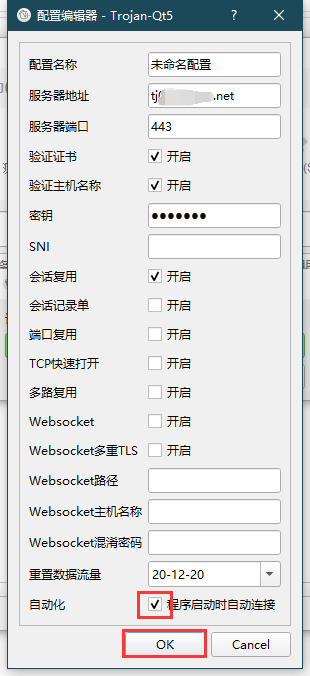 配置编辑器 - Trojan-Qt5
配置名称 未命名配置
服务器地址 tj .net
服务器端口 443
验证证书 开启
验证主机名称 开启
密钥 ●●●●●●●
SNI
会话复用 开启
会话记录单 开启
端口复用 开启
TCP快速打开 开启
多路复用 开启
Websocket 开启
Websocket多重TLS 开启
Websocket路径
Websocket主机名称
Websocket混淆密码
重置数据流量 20-12-20
自动化 程序启动时自动连接
OK Cancel